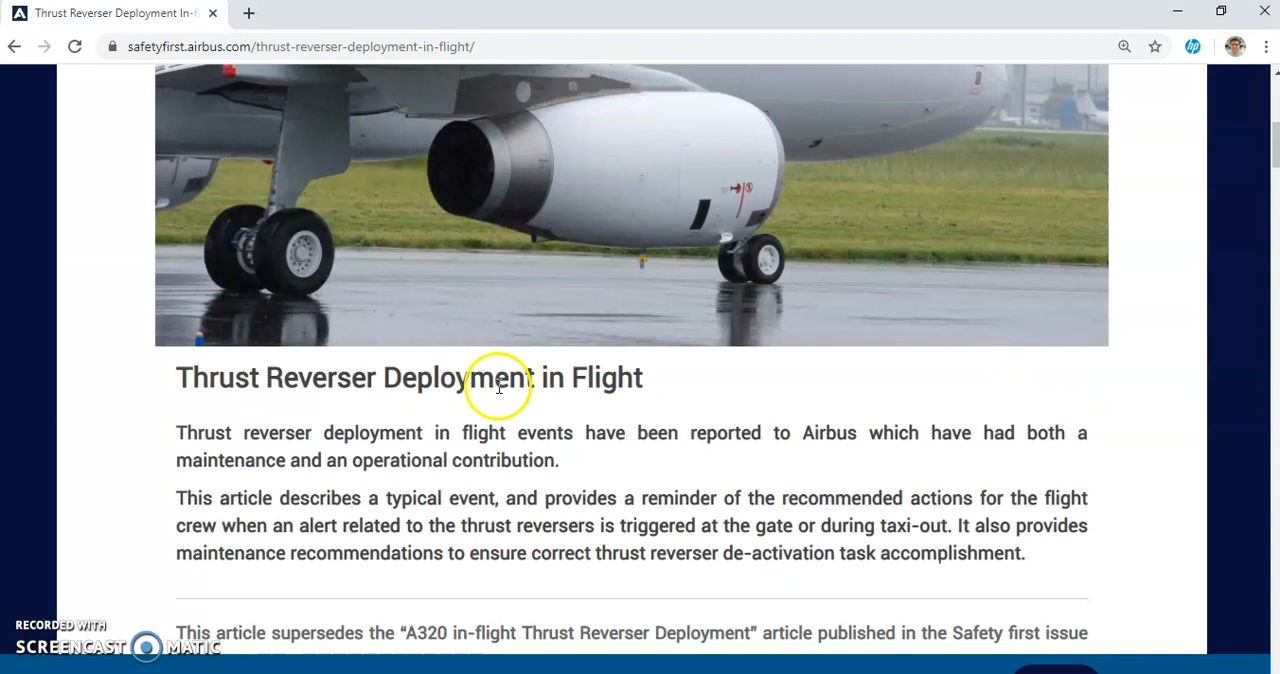 Thrust Reverser Deployment In-f
safetyfirst.airbus.com/thrust-reverser-deployment-in-flight/
hp
Thrust Reverser Deployment in Flight
Thrust reverser deployment in flight events have been reported to Airbus which have had both a
maintenance and an operational contribution.
This article describes a typical event, and provides a reminder of the recommended actions for the flight
crew when an alert related to the thrust reversers is triggered at the gate or during taxi-out. It also provides
maintenance recommendations to ensure correct thrust reverser de-activation task accomplishment.
This article supersedes the “A320 in-flight Thrust Reverser Deployment” article published in the Safety first issue
RECORDED WITH
SCREENCAST MATIC